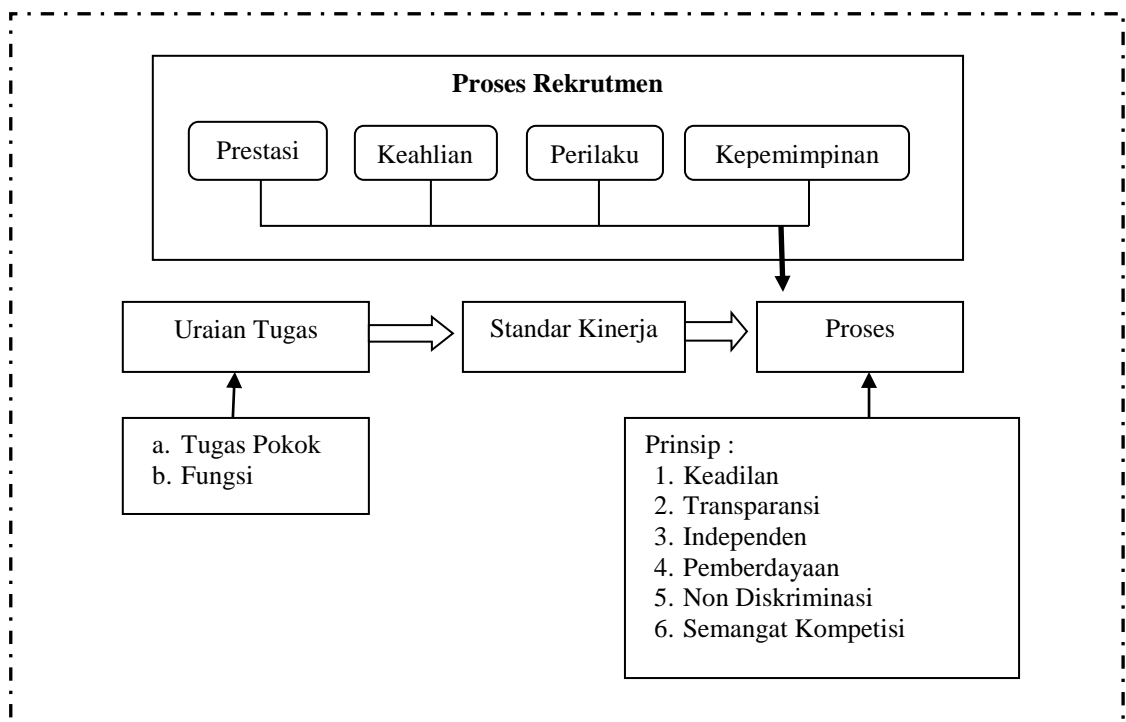 Proses Rekrutmen
Prestasi
Keahlian
Perilaku
Kepemimpinan
Uraian Tugas
Standar Kinerja
Proses
a. Tugas Pokok
b. Fungsi
Prinsip :
1. Keadilan
2. Transparansi
3. Independen
4. Pemberdayaan
5. Non Diskriminasi
6. Semangat Kompetisi